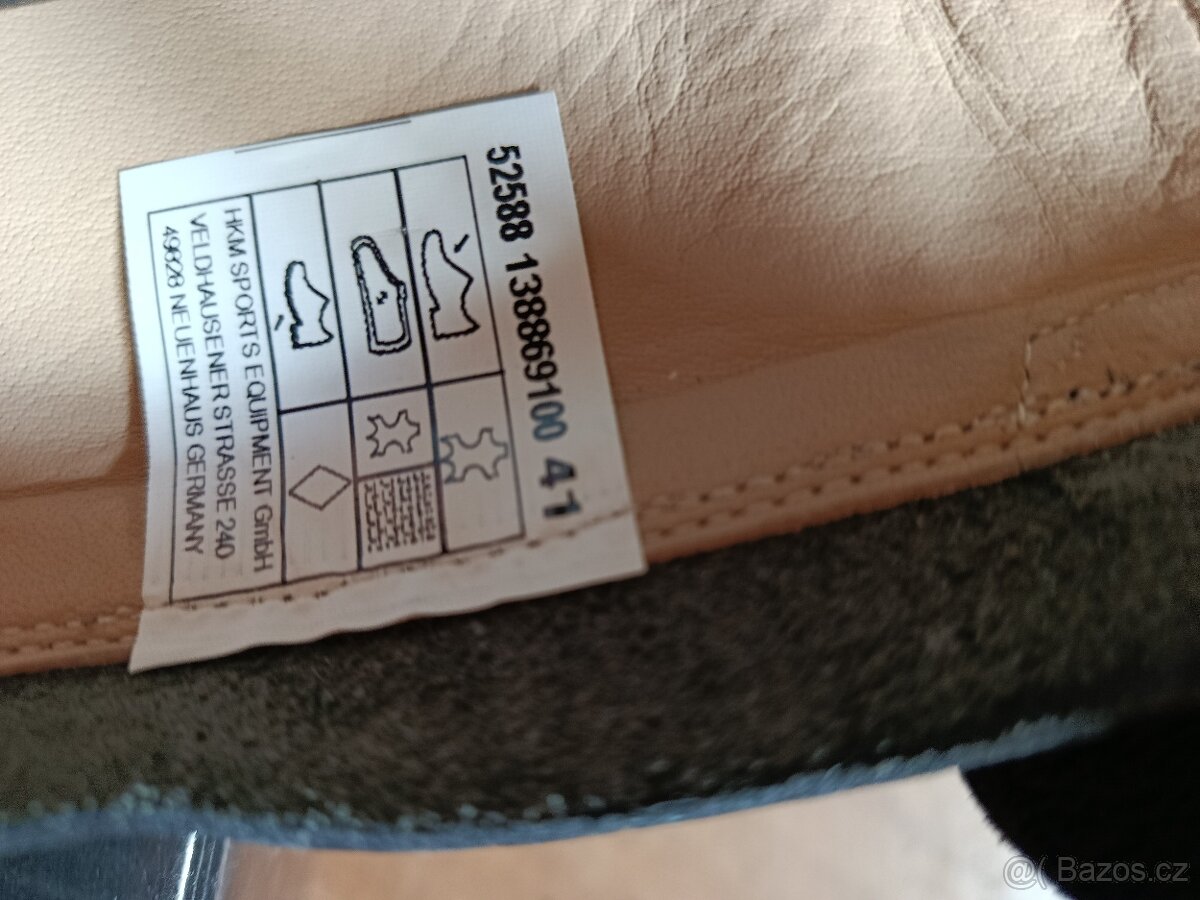 52588 138869100 41
HKM SPORTS EQUIPMENT GmbH
VELDHAUSENER STRASSE 240
49828 NEUENHAUS GERMANY
@( Bazos.cz